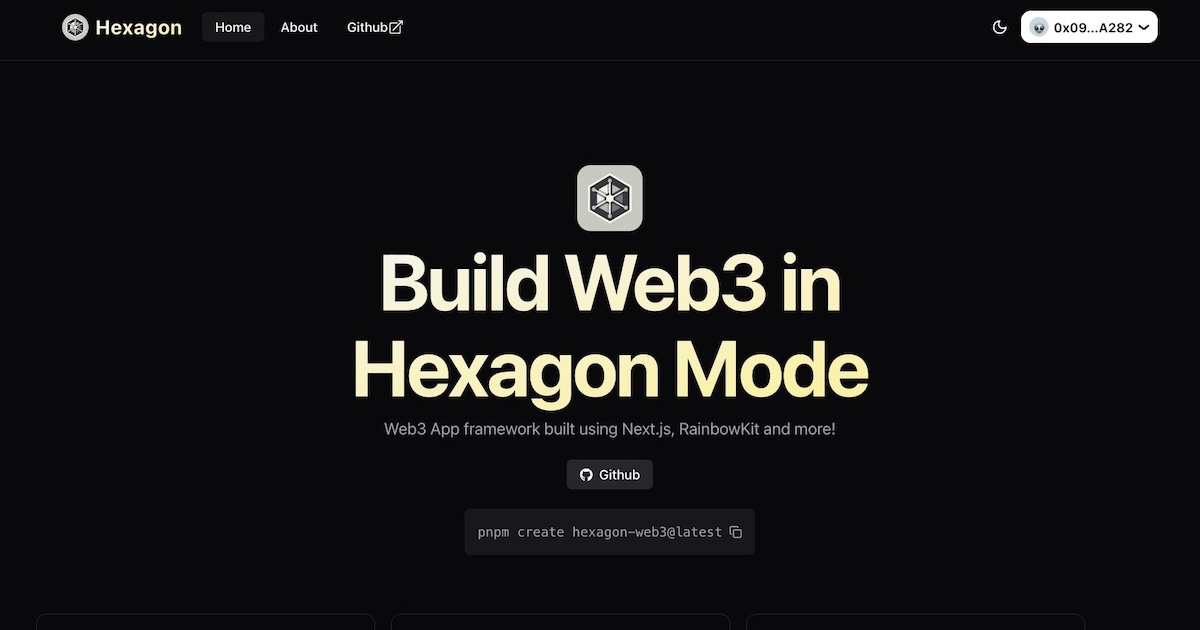 Hexagon
Home
About
Github
0x09...A282
Build Web3 in
Hexagon Mode
Web3 App framework built using Next.js, RainbowKit and more!
Github
pnpm create hexagon-web3@latest